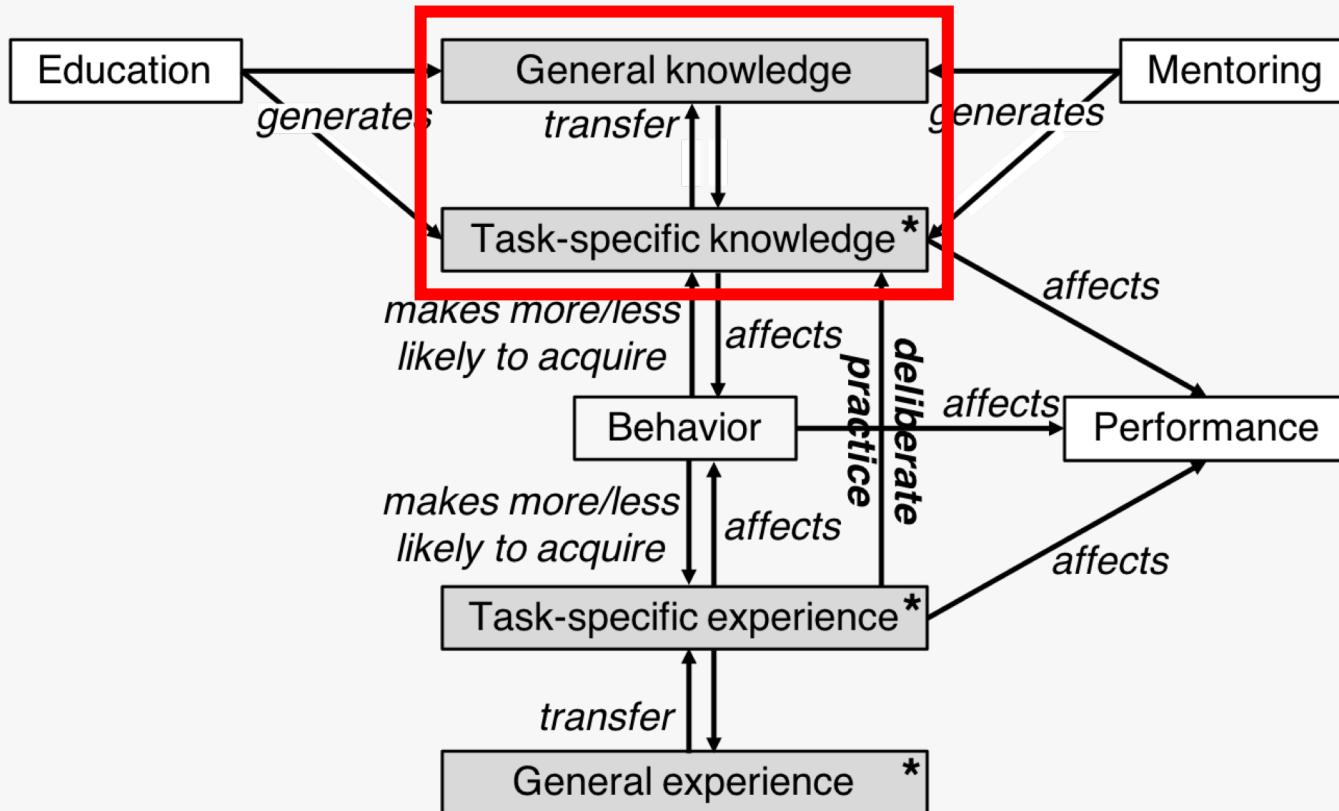 Education
General knowledge
Mentoring
generates
transfer
generates
Task-specific knowledge*
makes more/less
likely to acquire
affects
affects
deliberate
practice
Behavior
affects
Performance
makes more/less
likely to acquire
affects
affects
Task-specific experience*
transfer
General experience *